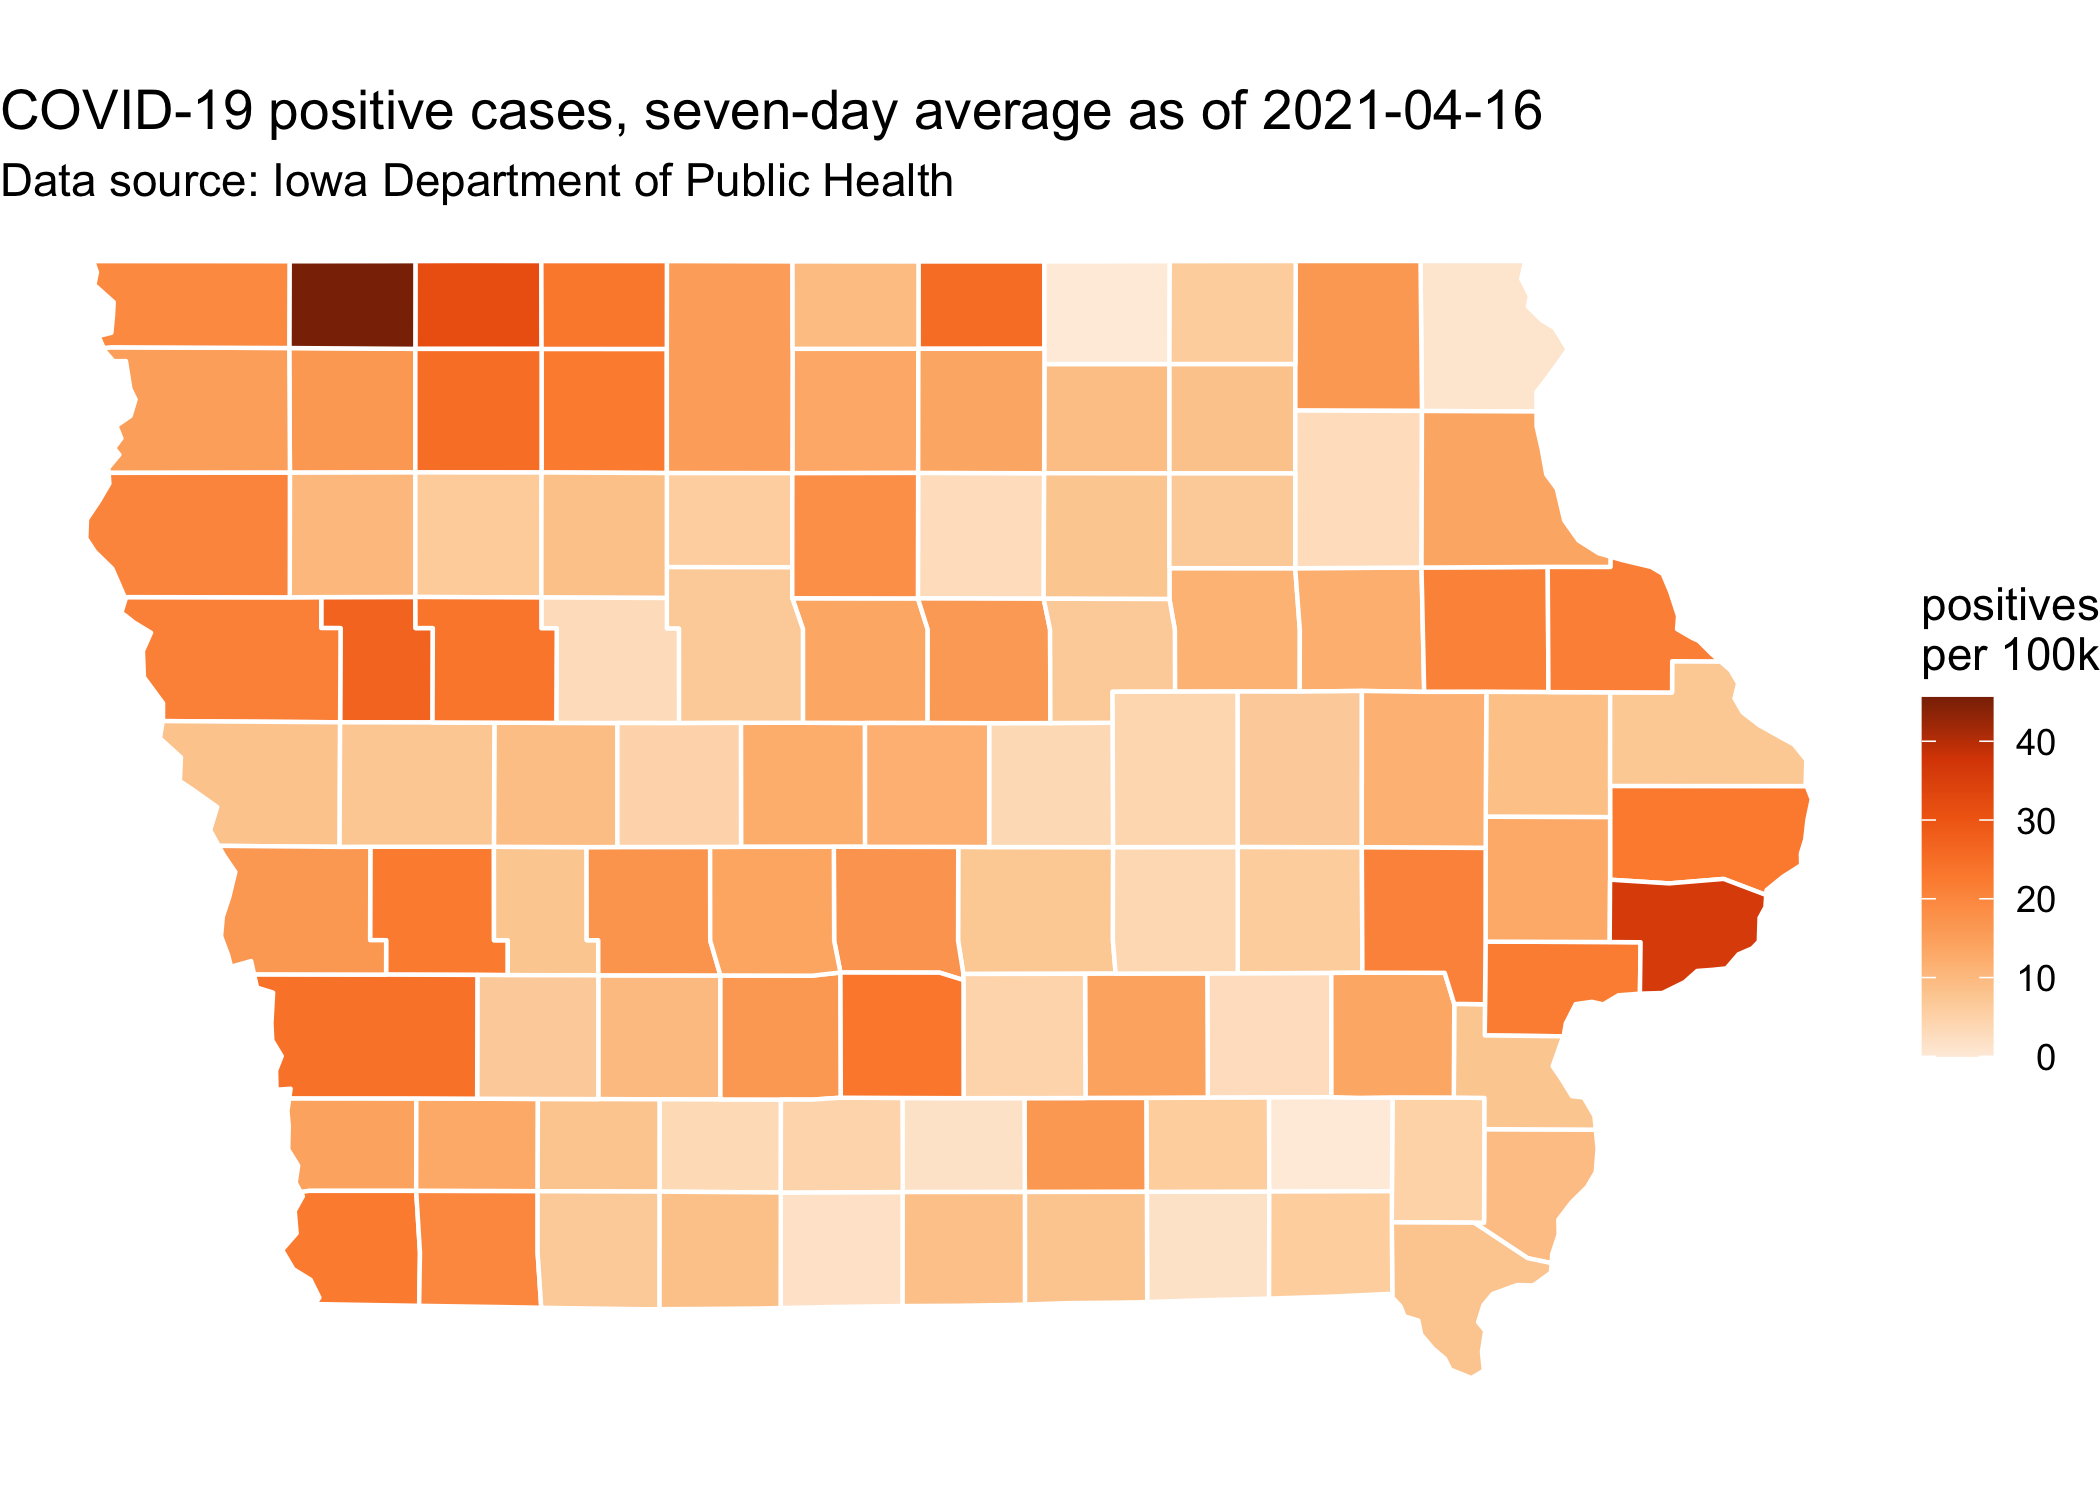 COVID-19 positive cases, seven-day average as of 2021-04-16
Data source: Iowa Department of Public Health
positives
per 100k
40
30
20
10
0